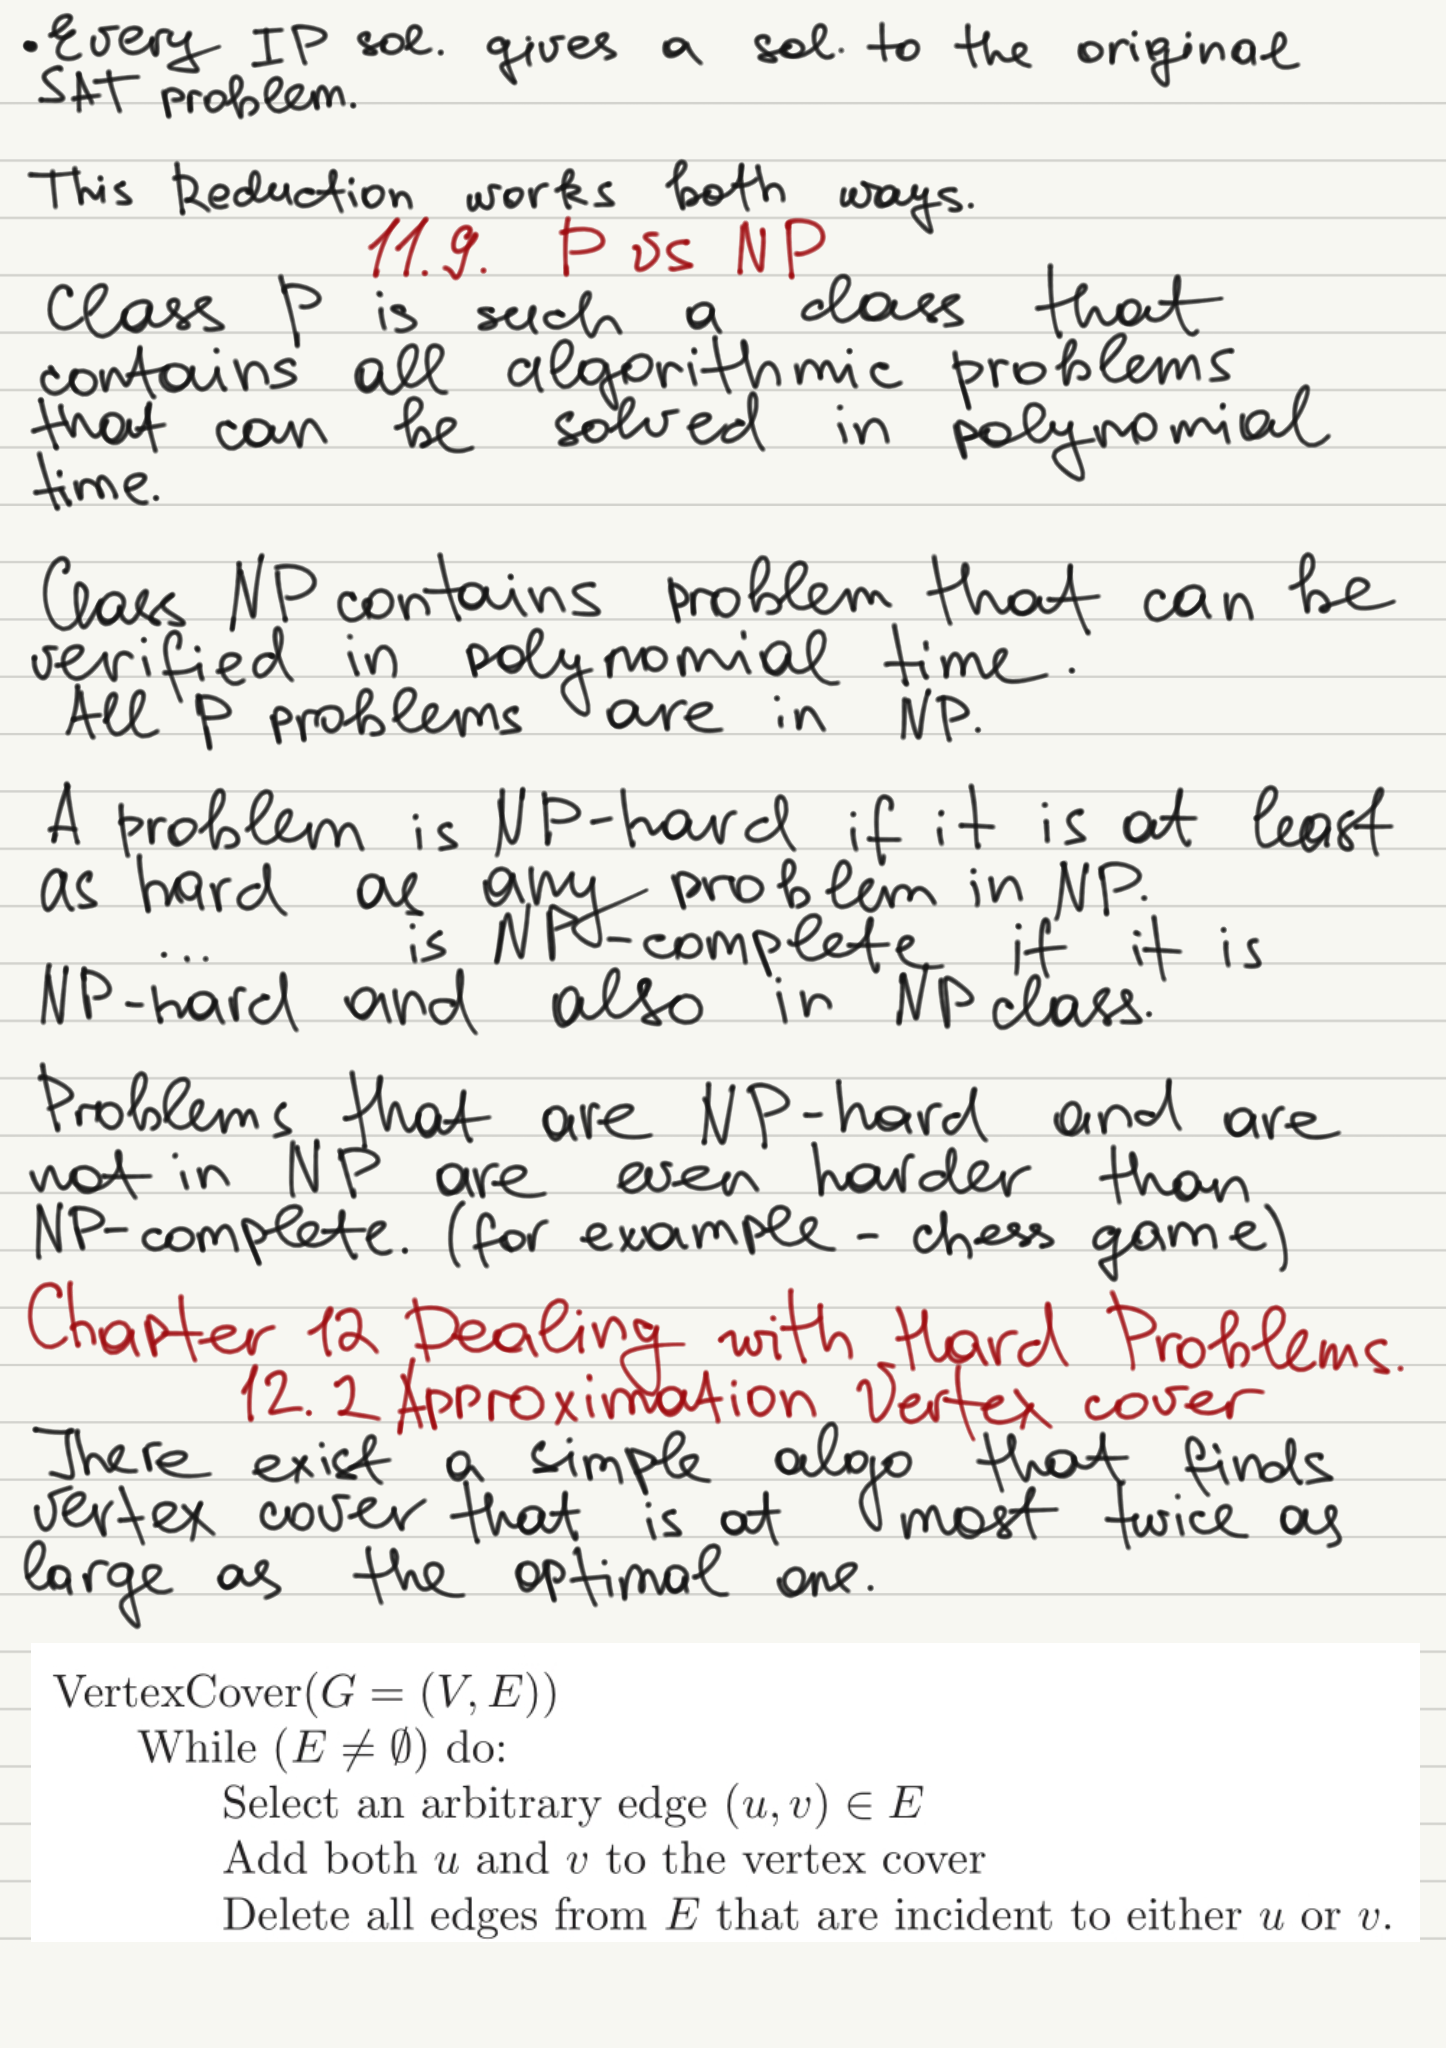 • Every IP sol. gives a sol. to the original
SAT problem.
This Reduction works both ways.
11.9. P vs NP
Class P is such a class that
contains all algorithmic problems
that can be solved in polynomial
time.
Class NP contains problem that can be
verified in polynomial time.
All P problems are in NP.
A problem is NP-hard if it is at least
as hard as any problem in NP.
... is NP-complete if it is
NP-hard and also in NP class.
Problems that are NP-hard and are
not in NP are even harder than
NP-complete. (for example - chess game)
Chapter 12 Dealing with Hard Problems.
12.2 Approximation Vertex cover
There exist a simple algo that finds
vertex cover that is at most twice as
large as the optimal one.
VertexCover(G = (V, E))
While (E ≠ ∅) do:
Select an arbitrary edge (u, v) ∈ E
Add both u and v to the vertex cover
Delete all edges from E that are incident to either u or v.